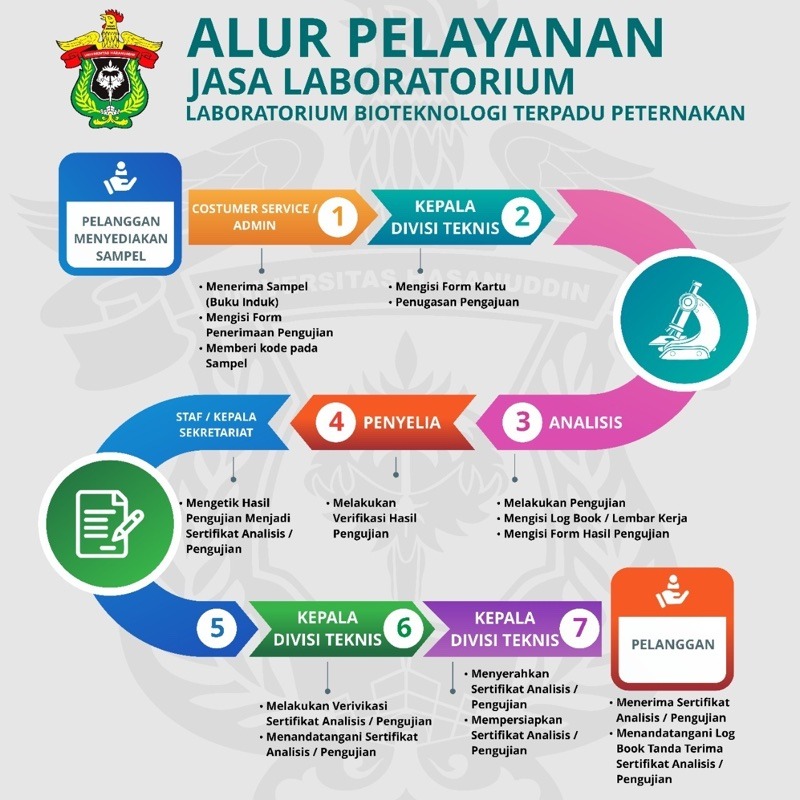 ALUR PELAYANAN
JASA LABORATORIUM
LABORATORIUM BIOTEKNOLOGI TERPADU PETERNAKAN
UNIVERSITAS HASANUDDIN
PELANGGAN
MENYEDIAKAN
SAMPEL
COSTUMER SERVICE /
ADMIN
1
KEPALA
DIVISI TEKNIS
2
UNIVERSITAS HASANUDDIN
• Menerima Sampel
(Buku Induk)
• Mengisi Form
Penerimaan Pengujian
• Memberi kode pada
Sampel
• Mengisi Form Kartu
• Penugasan Pengajuan
3
ANALISIS
4
PENYELIA
STAF / KEPALA
SEKRETARIAT
• Melakukan Pengujian
• Mengisi Log Book / Lembar Kerja
• Mengisi Form Hasil Pengujian
• Melakukan
Verifikasi Hasil
Pengujian
• Mengetik Hasil
Pengujian Menjadi
Sertifikat Analisis /
Pengujian
5
KEPALA
DIVISI TEKNIS
6
KEPALA
DIVISI TEKNIS
7
PELANGGAN
• Melakukan Verivikasi
Sertifikat Analisis / Pengujian
• Menandatangani Sertifikat
Analisis / Pengujian
• Menyerahkan
Sertifikat Analisis /
Pengujian
• Mempersiapkan
Sertifikat Analisis /
Pengujian
• Menerima Sertifikat
Analisis / Pengujian
• Menandatangani Log
Book Tanda Terima
Sertifikat Analisis /
Pengujian